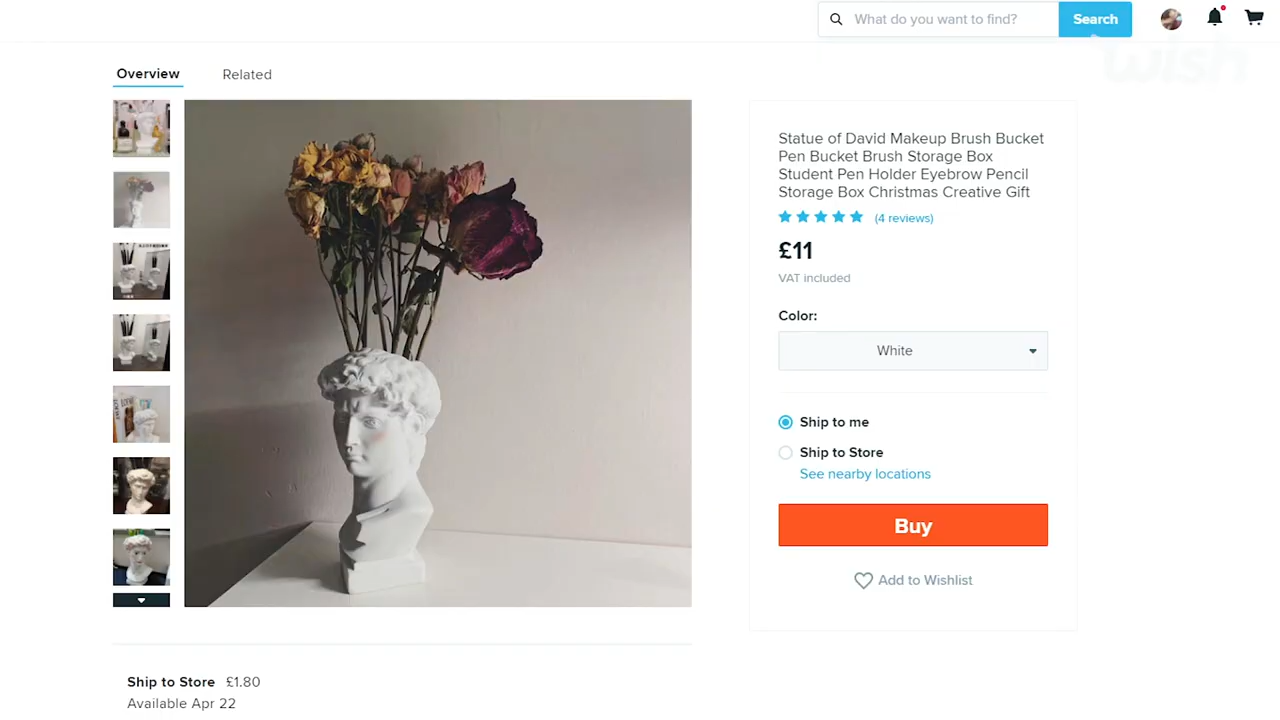 What do you want to find?
Search
wish
Overview
Related
Statue of David Makeup Brush Bucket
Pen Bucket Brush Storage Box
Student Pen Holder Eyebrow Pencil
Storage Box Christmas Creative Gift
(4 reviews)
£11
VAT included
Color:
White
Ship to me
Ship to Store
See nearby locations
Buy
Add to Wishlist
Ship to Store £1.80
Available Apr 22